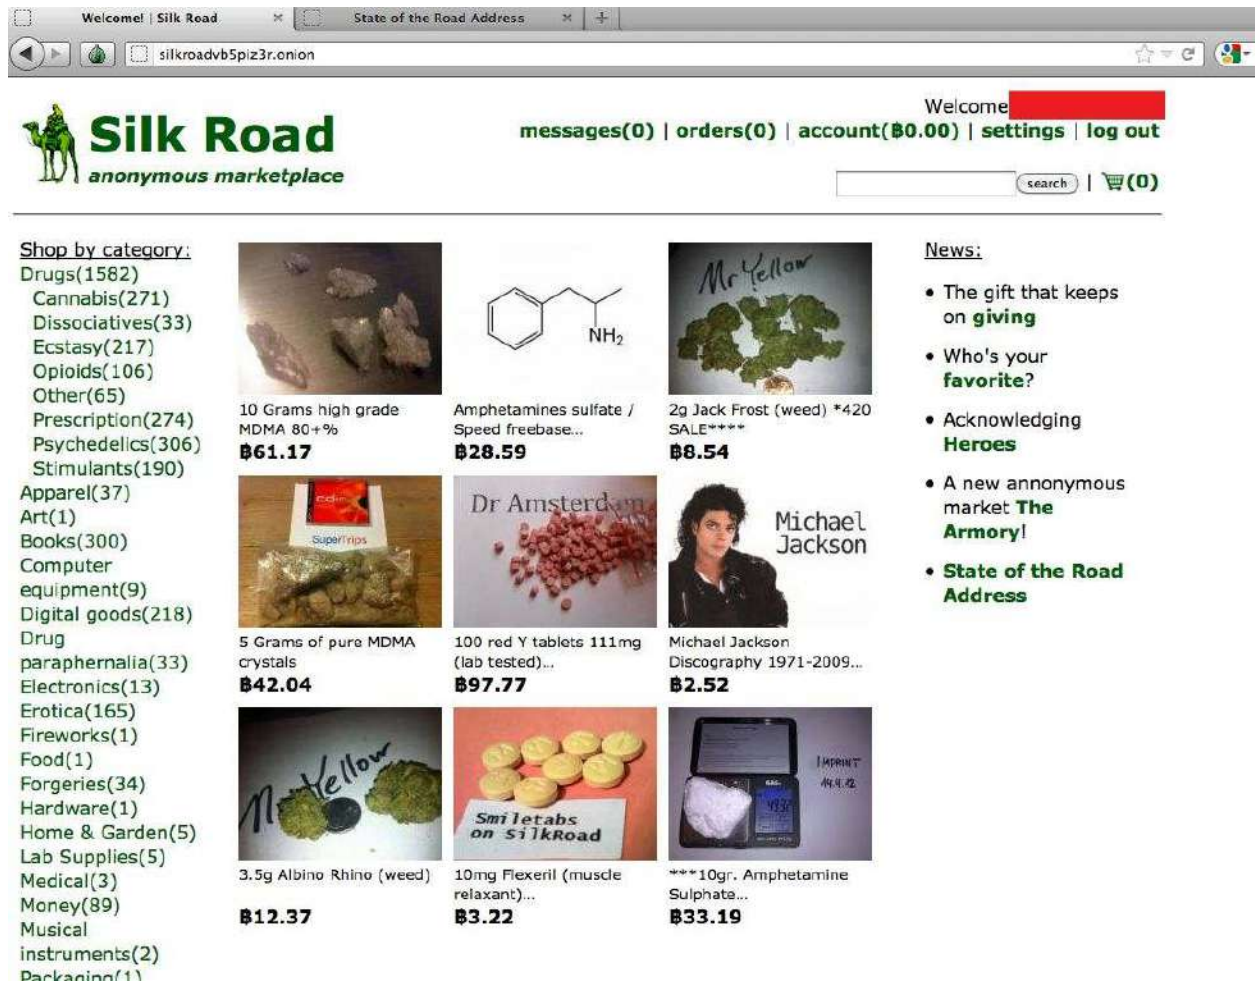 Welcome! | Silk Road
State of the Road Address
silkroadvb5piz3r.onion
Silk Road
anonymous marketplace
Welcome
messages(0) | orders(0) | account(฿0.00) | settings | log out
search | (0)
Shop by category:
Drugs(1582)
Cannabis(271)
Dissociatives(33)
Ecstasy(217)
Opioids(106)
Other(65)
Prescription(274)
Psychedelics(306)
Stimulants(190)
Apparel(37)
Art(1)
Books(300)
Computer
equipment(9)
Digital goods(218)
Drug
paraphernalia(33)
Electronics(13)
Erotica(165)
Fireworks(1)
Food(1)
Forgeries(34)
Hardware(1)
Home & Garden(5)
Lab Supplies(5)
Medical(3)
Money(89)
Musical
instruments(2)
Packaging(1)
10 Grams high grade
MDMA 80+%
฿61.17
NH₂
Amphetamines sulfate /
Speed freebase...
฿28.59
Mr Yellow
2g Jack Frost (weed) *420
SALE****
฿8.54
SuperTrips
5 Grams of pure MDMA
crystals
฿42.04
Dr Amsterdam
100 red Y tablets 111mg
(lab tested)...
฿97.77
Michael
Jackson
Michael Jackson
Discography 1971-2009...
฿2.52
Mr Yellow
3.5g Albino Rhino (weed)
฿12.37
Smiletabs
on SilkRoad
10mg Flexeril (muscle
relaxant)...
฿3.22
IMPRINT
14.4.12
***10gr. Amphetamine
Sulphate...
฿33.19
News:
• The gift that keeps
on giving
• Who's your
favorite?
• Acknowledging
Heroes
• A new annonymous
market The
Armory!
• State of the Road
Address